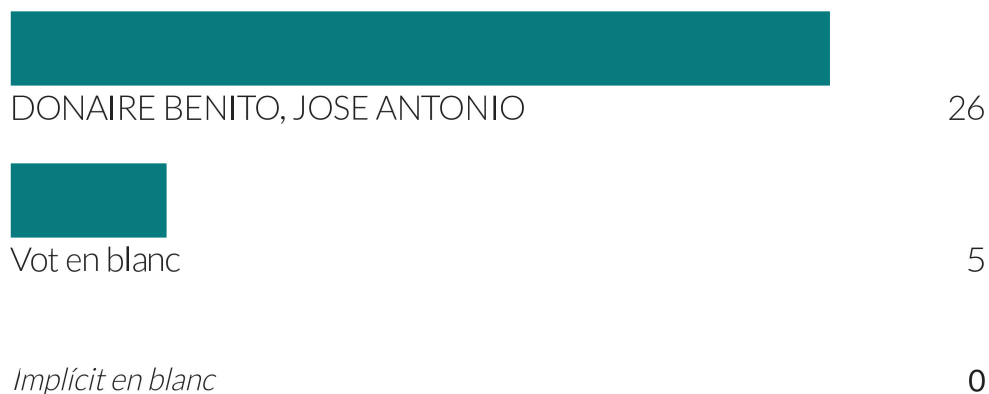 DONAIRE BENITO, JOSE ANTONIO 26
Vot en blanc 5
Implícit en blanc 0